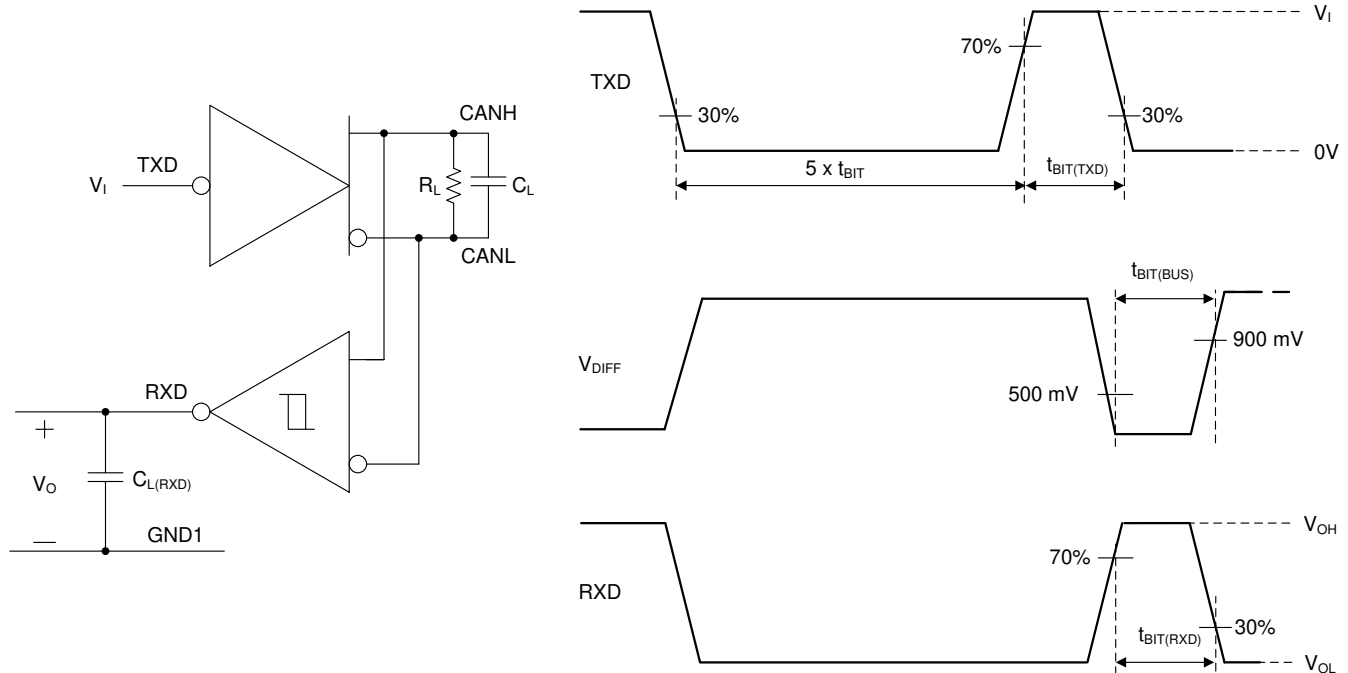 CANH
TXD
V_I
R_L
C_L
CANL
RXD
+
V_O
C_L(RXD)
—
GND1
V_I
70%
TXD
30%
30%
0V
5 x t_BIT
t_BIT(TXD)
t_BIT(BUS)
900 mV
V_DIFF
500 mV
V_OH
70%
RXD
30%
t_BIT(RXD)
V_OL